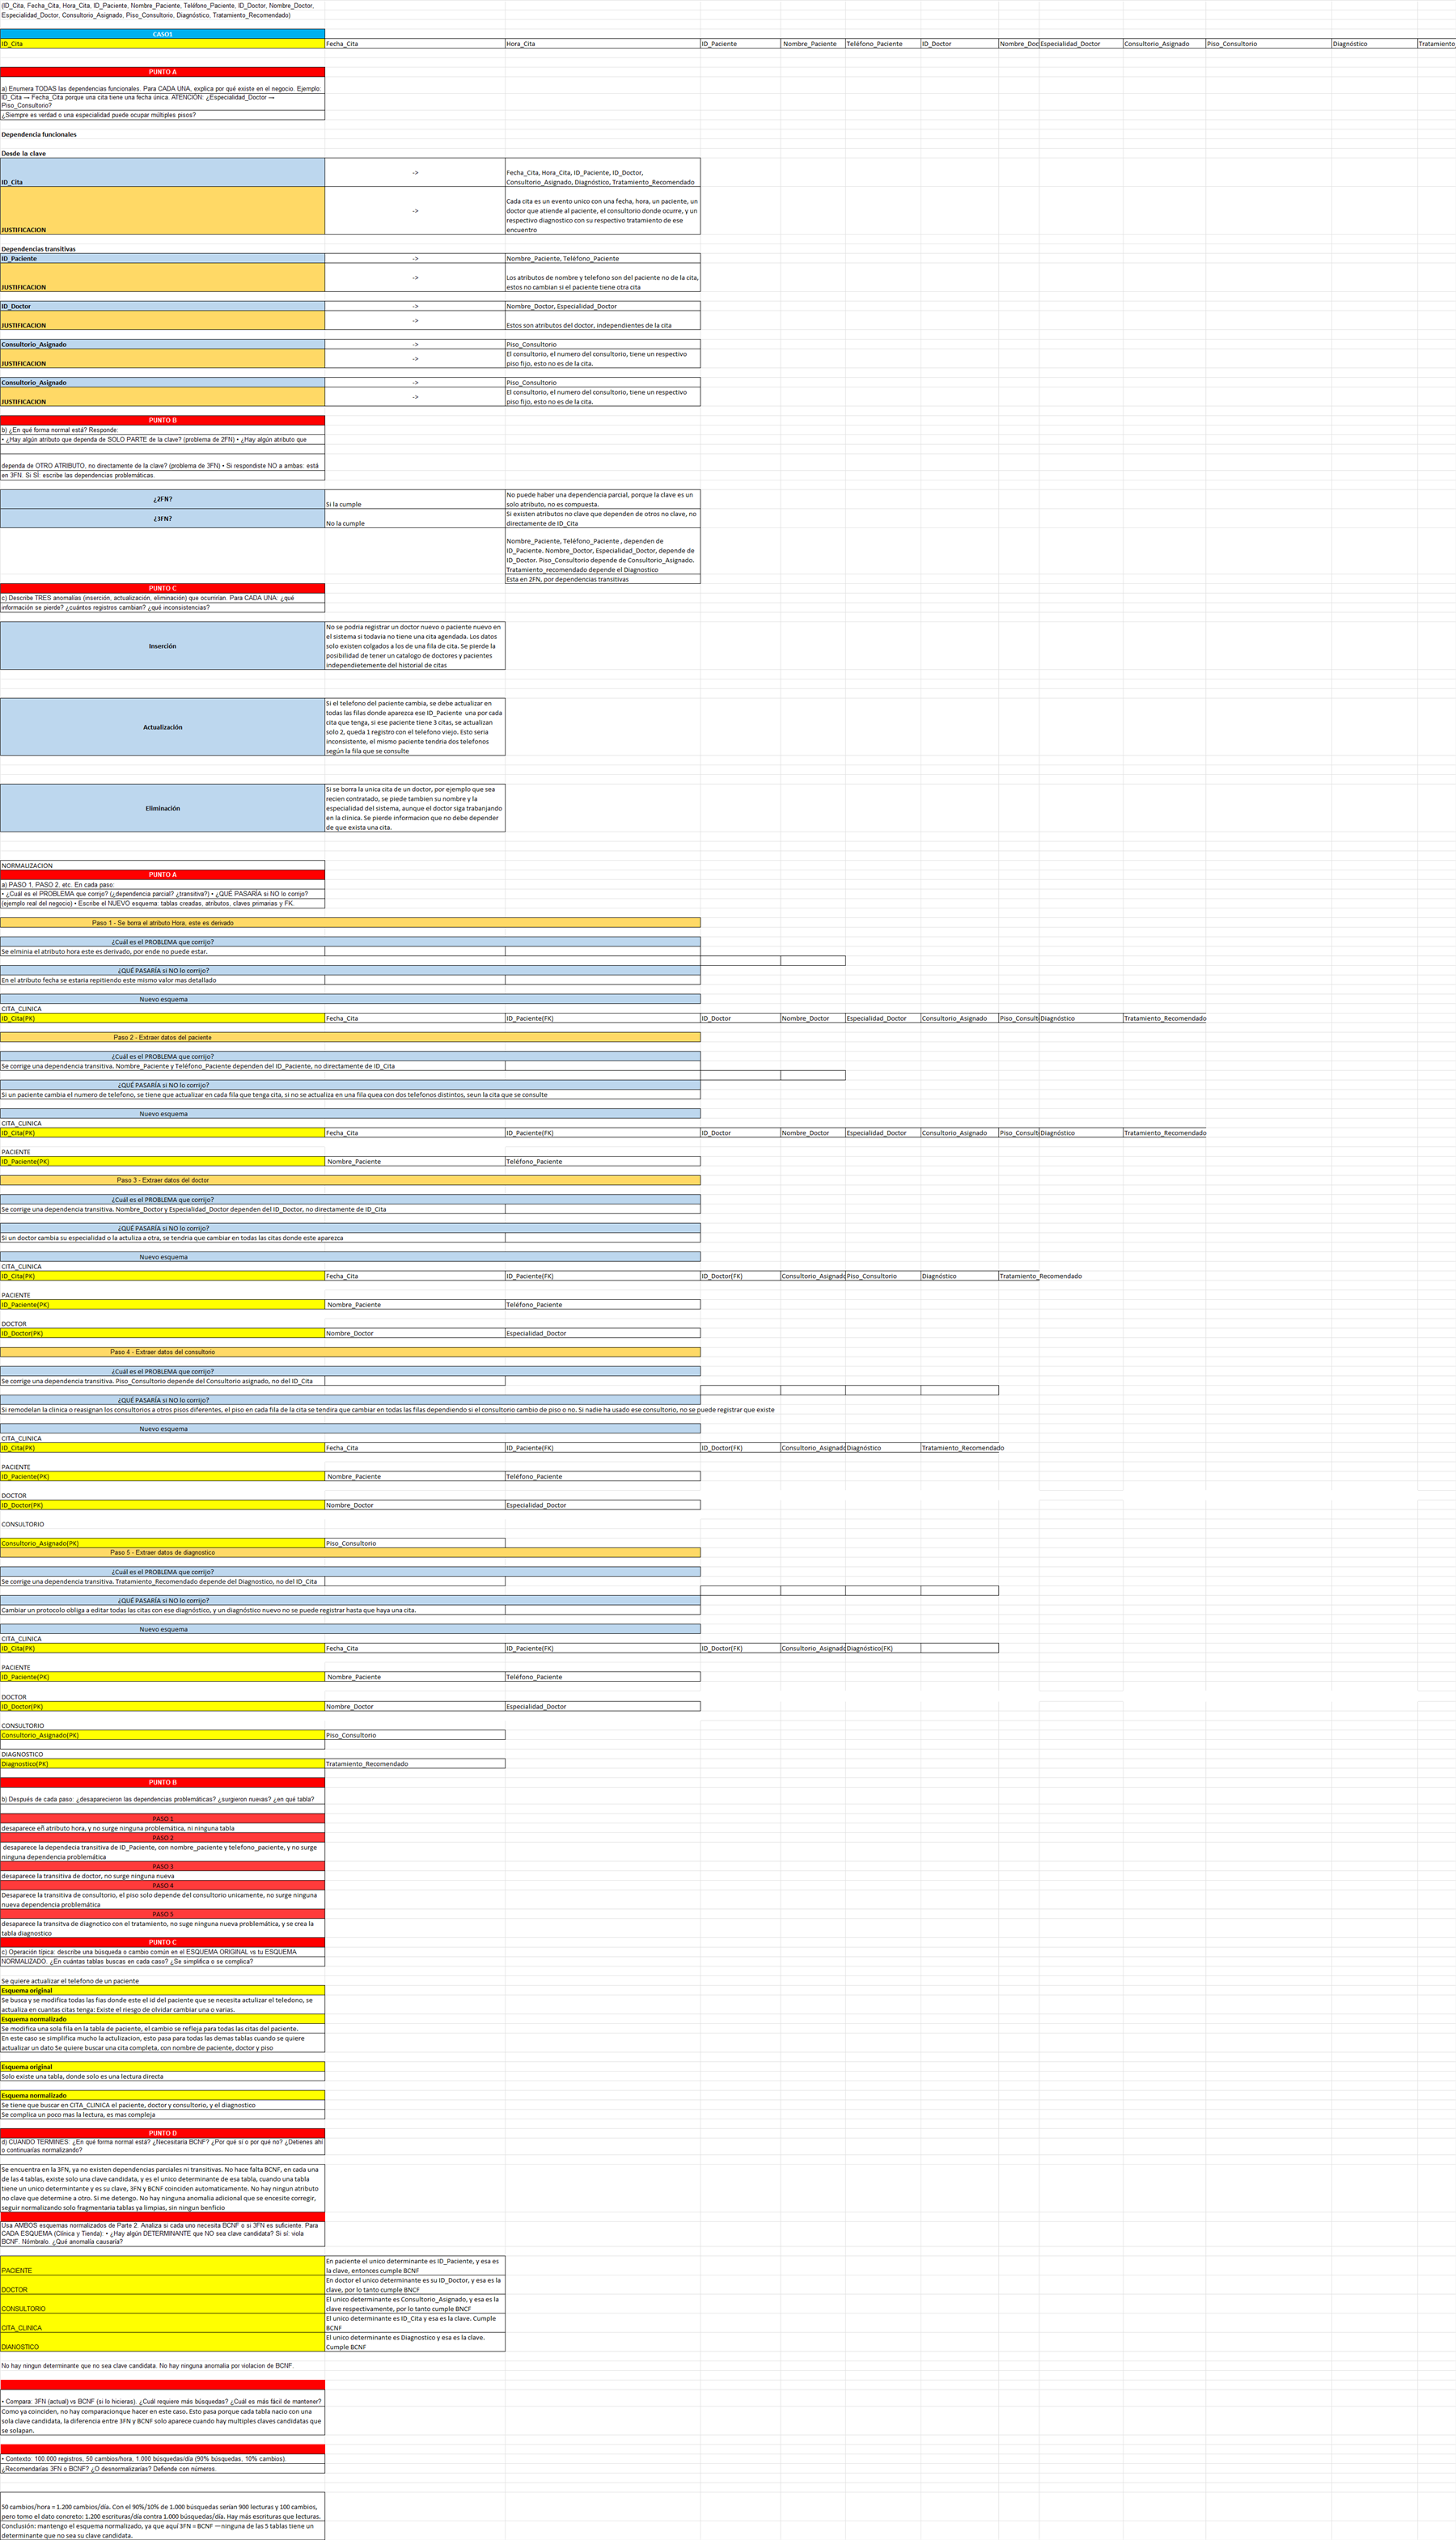 (ID_Cita, Fecha_Cita, Hora_Cita, ID_Paciente, Nombre_Paciente, Teléfono_Paciente, ID_Doctor, Nombre_Doctor,
Especialidad_Doctor, Consultorio_Asignado, Piso_Consultorio, Diagnóstico, Tratamiento_Recomendado)
CASO1
ID_Cita Fecha_Cita Hora_Cita ID_Paciente Nombre_Paciente Teléfono_Paciente ID_Doctor Nombre_Doc Especialidad_Doctor Consultorio_Asignado Piso_Consultorio Diagnóstico Tratamiento
PUNTO A
a) Enumera TODAS las dependencias funcionales. Para CADA UNA, explica por qué existe en el negocio. Ejemplo:
ID_Cita → Fecha_Cita porque una cita tiene una fecha única. ATENCIÓN: ¿Especialidad_Doctor →
Piso_Consultorio?
¿Siempre es verdad o una especialidad puede ocupar múltiples pisos?
Dependencia funcionales
Desde la clave
ID_Cita -> Fecha_Cita, Hora_Cita, ID_Paciente, ID_Doctor,
Consultorio_Asignado, Diagnóstico, Tratamiento_Recomendado
JUSTIFICACION -> Cada cita es un evento unico con una fecha, hora, un paciente, un
doctor que atiende al paciente, el consultorio donde ocurre, y un
respectivo diagnostico con su respectivo tratamiento de ese
encuentro
Dependencias transitivas
ID_Paciente -> Nombre_Paciente, Teléfono_Paciente
JUSTIFICACION -> Los atributos de nombre y telefono son del paciente no de la cita,
estos no cambian si el paciente tiene otra cita
ID_Doctor -> Nombre_Doctor, Especialidad_Doctor
JUSTIFICACION -> Estos son atributos del doctor, independientes de la cita
Consultorio_Asignado -> Piso_Consultorio
JUSTIFICACION -> El consultorio, el numero del consultorio, tiene un respectivo
piso fijo, esto no es de la cita.
Consultorio_Asignado -> Piso_Consultorio
JUSTIFICACION -> El consultorio, el numero del consultorio, tiene un respectivo
piso fijo, esto no es de la cita.
PUNTO B
b) ¿En qué forma normal está? Responde:
• ¿Hay algún atributo que dependa de SOLO PARTE de la clave? (problema de 2FN) • ¿Hay algún atributo que
dependa de OTRO ATRIBUTO, no directamente de la clave? (problema de 3FN) • Si respondiste NO a ambas: está
en 3FN. Si SÍ: escribe las dependencias problemáticas.
¿2FN? Si la cumple No puede haber una dependencia parcial, porque la clave es un
solo atributo, no es compuesta.
¿3FN? No la cumple Si existen atributos no clave que dependen de otros no clave, no
directamente de ID_Cita
Nombre_Paciente, Teléfono_Paciente , dependen de
ID_Paciente. Nombre_Doctor, Especialidad_Doctor, depende de
ID_Doctor. Piso_Consultorio depende de Consultorio_Asignado.
Tratamiento_recomendado depende el Diagnostico
Esta en 2FN, por dependencias transitivas
PUNTO C
c) Describe TRES anomalías (inserción, actualización, eliminación) que ocurrirían. Para CADA UNA: ¿qué
información se pierde? ¿cuántos registros cambian? ¿qué inconsistencias?
Inserción
No se podria registrar un doctor nuevo o paciente nuevo en
el sistema si todavia no tiene una cita agendada. Los datos
solo existen colgados a los de una fila de cita. Se pierde la
posibilidad de tener un catalogo de doctores y pacientes
independietemente del historial de citas
Actualización
Si el telefono del paciente cambia, se debe actualizar en
todas las filas donde aparezca ese ID_Paciente  una por cada
cita que tenga, si ese paciente tiene 3 citas, se actualizan
solo 2, queda 1 registro con el telefono viejo. Esto seria
inconsistente, el mismo paciente tendria dos telefonos
según la fila que se consulte
Eliminación
Si se borra la unica cita de un doctor, por ejemplo que sea
recien contratado, se piede tambien su nombre y la
especialidad del sistema, aunque el doctor siga trabanjando
en la clinica. Se pierde informacion que no debe depender
de que exista una cita.
NORMALIZACION
PUNTO A
a) PASO 1, PASO 2, etc. En cada paso:
• ¿Cuál es el PROBLEMA que corrijo? (¿dependencia parcial? ¿transitiva?) • ¿QUÉ PASARÍA si NO lo corrijo?
(ejemplo real del negocio) • Escribe el NUEVO esquema: tablas creadas, atributos, claves primarias y FK.
Paso 1 - Se borra el atributo Hora, este es derivado
¿Cuál es el PROBLEMA que corrijo?
Se elminia el atributo hora este es derivado, por ende no puede estar.
¿QUÉ PASARÍA si NO lo corrijo?
En el atributo fecha se estaria repitiendo este mismo valor mas detallado
Nuevo esquema
CITA_CLINICA
ID_Cita(PK) Fecha_Cita ID_Paciente(FK) ID_Doctor Nombre_Doctor Especialidad_Doctor Consultorio_Asignado Piso_Consult Diagnóstico Tratamiento_Recomendado
Paso 2 - Extraer datos del paciente
¿Cuál es el PROBLEMA que corrijo?
Se corrige una dependencia transitiva. Nombre_Paciente y Teléfono_Paciente dependen del ID_Paciente, no directamente de ID_Cita
¿QUÉ PASARÍA si NO lo corrijo?
Si un paciente cambia el numero de telefono, se tiene que actualizar en cada fila que tenga cita, si no se actualiza en una fila quea con dos telefonos distintos, seun la cita que se consulte
Nuevo esquema
CITA_CLINICA
ID_Cita(PK) Fecha_Cita ID_Paciente(FK) ID_Doctor Nombre_Doctor Especialidad_Doctor Consultorio_Asignado Piso_Consult Diagnóstico Tratamiento_Recomendado
PACIENTE
ID_Paciente(PK) Nombre_Paciente Teléfono_Paciente
Paso 3 - Extraer datos del doctor
¿Cuál es el PROBLEMA que corrijo?
Se corrige una dependencia transitiva. Nombre_Doctor y Especialidad_Doctor dependen del ID_Doctor, no directamente de ID_Cita
¿QUÉ PASARÍA si NO lo corrijo?
Si un doctor cambia su especialidad o la actuliza a otra, se tendria que cambiar en todas las citas donde este aparezca
Nuevo esquema
CITA_CLINICA
ID_Cita(PK) Fecha_Cita ID_Paciente(FK) ID_Doctor(FK) Consultorio_Asignado Piso_Consultorio Diagnóstico Tratamiento_Recomendado
PACIENTE
ID_Paciente(PK) Nombre_Paciente Teléfono_Paciente
DOCTOR
ID_Doctor(PK) Nombre_Doctor Especialidad_Doctor
Paso 4 - Extraer datos del consultorio
¿Cuál es el PROBLEMA que corrijo?
Se corrige una dependencia transitiva. Piso_Consultorio depende del Consultorio asignado, no del ID_Cita
¿QUÉ PASARÍA si NO lo corrijo?
Si remodelan la clinica o reasignan los consultorios a otros pisos diferentes, el piso en cada fila de la cita se tendira que cambiar en todas las filas dependiendo si el consultorio cambio de piso o no. Si nadie ha usado ese consultorio, no se puede registrar que existe
Nuevo esquema
CITA_CLINICA
ID_Cita(PK) Fecha_Cita ID_Paciente(FK) ID_Doctor(FK) Consultorio_Asignado Diagnóstico Tratamiento_Recomendado
PACIENTE
ID_Paciente(PK) Nombre_Paciente Teléfono_Paciente
DOCTOR
ID_Doctor(PK) Nombre_Doctor Especialidad_Doctor
CONSULTORIO
Consultorio_Asignado(PK) Piso_Consultorio
Paso 5 - Extraer datos de diagnostico
¿Cuál es el PROBLEMA que corrijo?
Se corrige una dependencia transitiva. Tratamiento_Recomendado depende del Diagnostico, no del ID_Cita
¿QUÉ PASARÍA si NO lo corrijo?
Cambiar un protocolo obliga a editar todas las citas con ese diagnóstico, y un diagnóstico nuevo no se puede registrar hasta que haya una cita.
Nuevo esquema
CITA_CLINICA
ID_Cita(PK) Fecha_Cita ID_Paciente(FK) ID_Doctor(FK) Consultorio_Asignado Diagnóstico(FK)
PACIENTE
ID_Paciente(PK) Nombre_Paciente Teléfono_Paciente
DOCTOR
ID_Doctor(PK) Nombre_Doctor Especialidad_Doctor
CONSULTORIO
Consultorio_Asignado(PK) Piso_Consultorio
DIAGNOSTICO
Diagnostico(PK) Tratamiento_Recomendado
PUNTO B
b) Después de cada paso: ¿desaparecieron las dependencias problemáticas? ¿surgieron nuevas? ¿en qué tabla?
PASO 1
desaparece eñ atributo hora, y no surge ninguna problemática, ni ninguna tabla
PASO 2
desaparece la dependecia transitiva de ID_Paciente, con nombre_paciente y telefono_paciente, y no surge
ninguna dependencia problemática
PASO 3
desaparece la transitiva de doctor, no surge ninguna nueva
PASO 4
Desaparece la transitiva de consultorio, el piso solo depende del consultorio unicamente, no surge ninguna
nueva dependencia problemática
PASO 5
desaparece la transitva de diagnotico con el tratamiento, no suge ninguna nueva problemática, y se crea la
tabla diagnostico
PUNTO C
c) Operación típica: describe una búsqueda o cambio común en el ESQUEMA ORIGINAL vs tu ESQUEMA
NORMALIZADO. ¿En cuántas tablas buscas en cada caso? ¿Se simplifica o se complica?
Se quiere actualizar el telefono de un paciente
Esquema original
Se busca y se modifica todas las fias donde este el id del paciente que se necesita actulizar el teledono, se
actualiza en cuantas citas tenga: Existe el riesgo de olvidar cambiar una o varias.
Esquema normalizado
Se modifica una sola fila en la tabla de paciente, el cambio se refleja para todas las citas del paciente.
En este caso se simplifica mucho la actulizacion, esto pasa para todas las demas tablas cuando se quiere
actualizar un dato Se quiere buscar una cita completa, con nombre de paciente, doctor y piso
Esquema original
Solo existe una tabla, donde solo es una lectura directa
Esquema normalizado
Se tiene que buscar en CITA_CLINICA el paciente, doctor y consultorio, y el diagnostico
Se complica un poco mas la lectura, es mas compleja
PUNTO D
d) CUANDO TERMINES: ¿En qué forma normal está? ¿Necesitaría BCNF? ¿Por qué sí o por qué no? ¿Detienes ahí
o continuarías normalizando?
Se encuentra en la 3FN, ya no existen dependencias parciales ni transitivas. No hace falta BCNF, en cada una
de las 4 tablas, existe solo una clave candidata, y es el unico determinante de esa tabla, cuando una tabla
tiene un unico determintante y es su clave, 3FN y BCNF coinciden automaticamente. No hay ningun atributo
no clave que determine a otro. Si me detengo. No hay ninguna anomalia adicional que se encesite corregir,
seguir normalizando solo fragmentaria tablas ya limpias, sin ningun benficio
Usa AMBOS esquemas normalizados de Parte 2. Analiza si cada uno necesita BCNF o si 3FN es suficiente. Para
CADA ESQUEMA (Clínica y Tienda): • ¿Hay algún DETERMINANTE que NO sea clave candidata? Si sí: viola
BCNF. Nómbralo. ¿Qué anomalía causaría?
PACIENTE En paciente el unico determinante es ID_Paciente, y esa es
la clave, entonces cumple BCNF
DOCTOR En doctor el unico determinante es su ID_Doctor, y esa es la
clave, por lo tanto cumple BNCF
CONSULTORIO El unico determinante es Consultorio_Asignado, y esa es la
clave respectivamente, por lo tanto cumple BNCF
CITA_CLINICA El unico determinante es ID_Cita y esa es la clave. Cumple
BCNF
DIANOSTICO El unico determinante es Diagnostico y esa es la clave.
Cumple BCNF
No hay ningun determinante que no sea clave candidata. No hay ninguna anomalia por violacion de BCNF.
• Compara: 3FN (actual) vs BCNF (si lo hicieras). ¿Cuál requiere más búsquedas? ¿Cuál es más fácil de mantener?
Como ya coinciden, no hay comparacionque hacer en este caso. Esto pasa porque cada tabla nacio con una
sola clave candidata, la diferencia entre 3FN y BCNF solo aparece cuando hay multiples claves candidatas que
se solapan.
• Contexto: 100.000 registros, 50 cambios/hora, 1.000 búsquedas/día (90% búsquedas, 10% cambios).
¿Recomendarías 3FN o BCNF? ¿O desnormalizarías? Defiende con números.
50 cambios/hora = 1.200 cambios/día. Con el 90%/10% de 1.000 búsquedas serían 900 lecturas y 100 cambios,
pero tomo el dato concreto: 1.200 escrituras/día contra 1.000 búsquedas/día. Hay más escrituras que lecturas.
Conclusión: mantengo el esquema normalizado, ya que aquí 3FN = BCNF —ninguna de las 5 tablas tiene un
determinante que no sea su clave candidata.